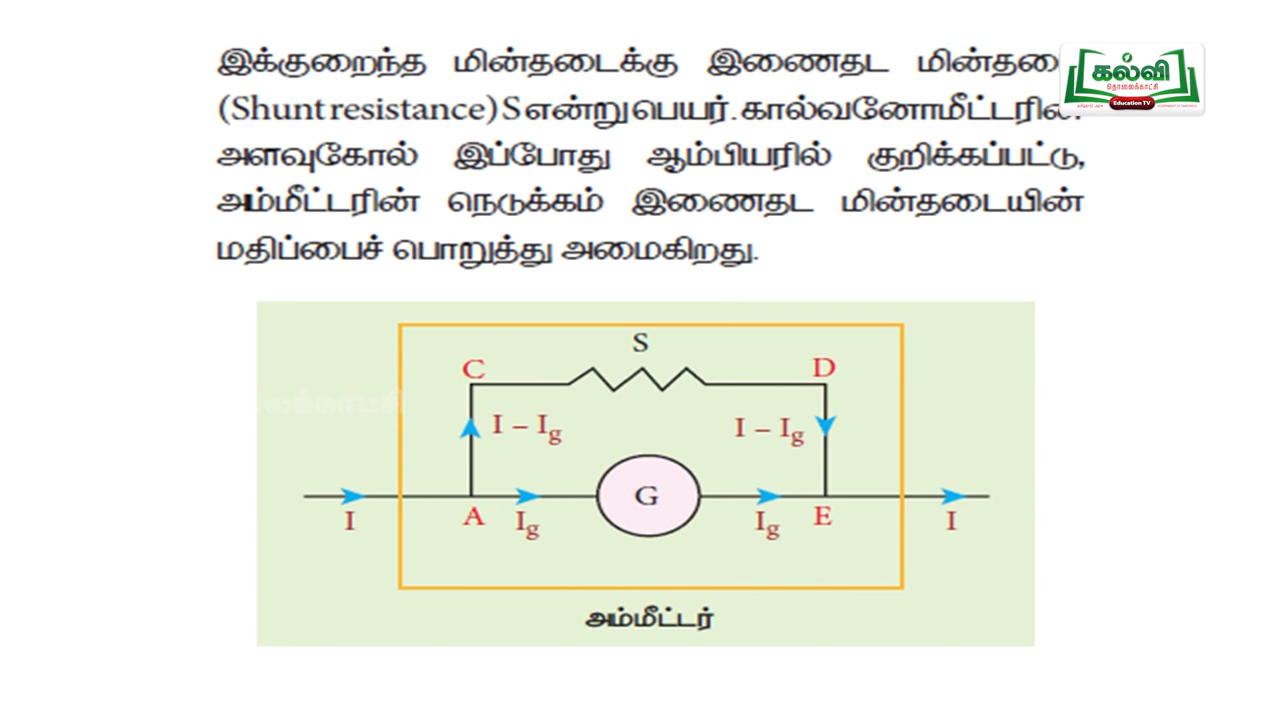 இக்குறைந்த மின்தடைக்கு இணைதட
(Shunt resistance) S என்று பெயர். கால்வனோமீட்டரின்
அளவுகோல் இப்போது ஆம்பியரில் குறிக்கப்பட்டு,
அம்மீட்டரின் நெடுக்கம் இணைதட மின்தடையின்
மதிப்பைச் பொறுத்து அமைகிறது.
கல்வி
தொலைக்காட்சி
Education TV
S
C D
I – Ig I – Ig
G
I A Ig Ig E I
அம்மீட்டர்